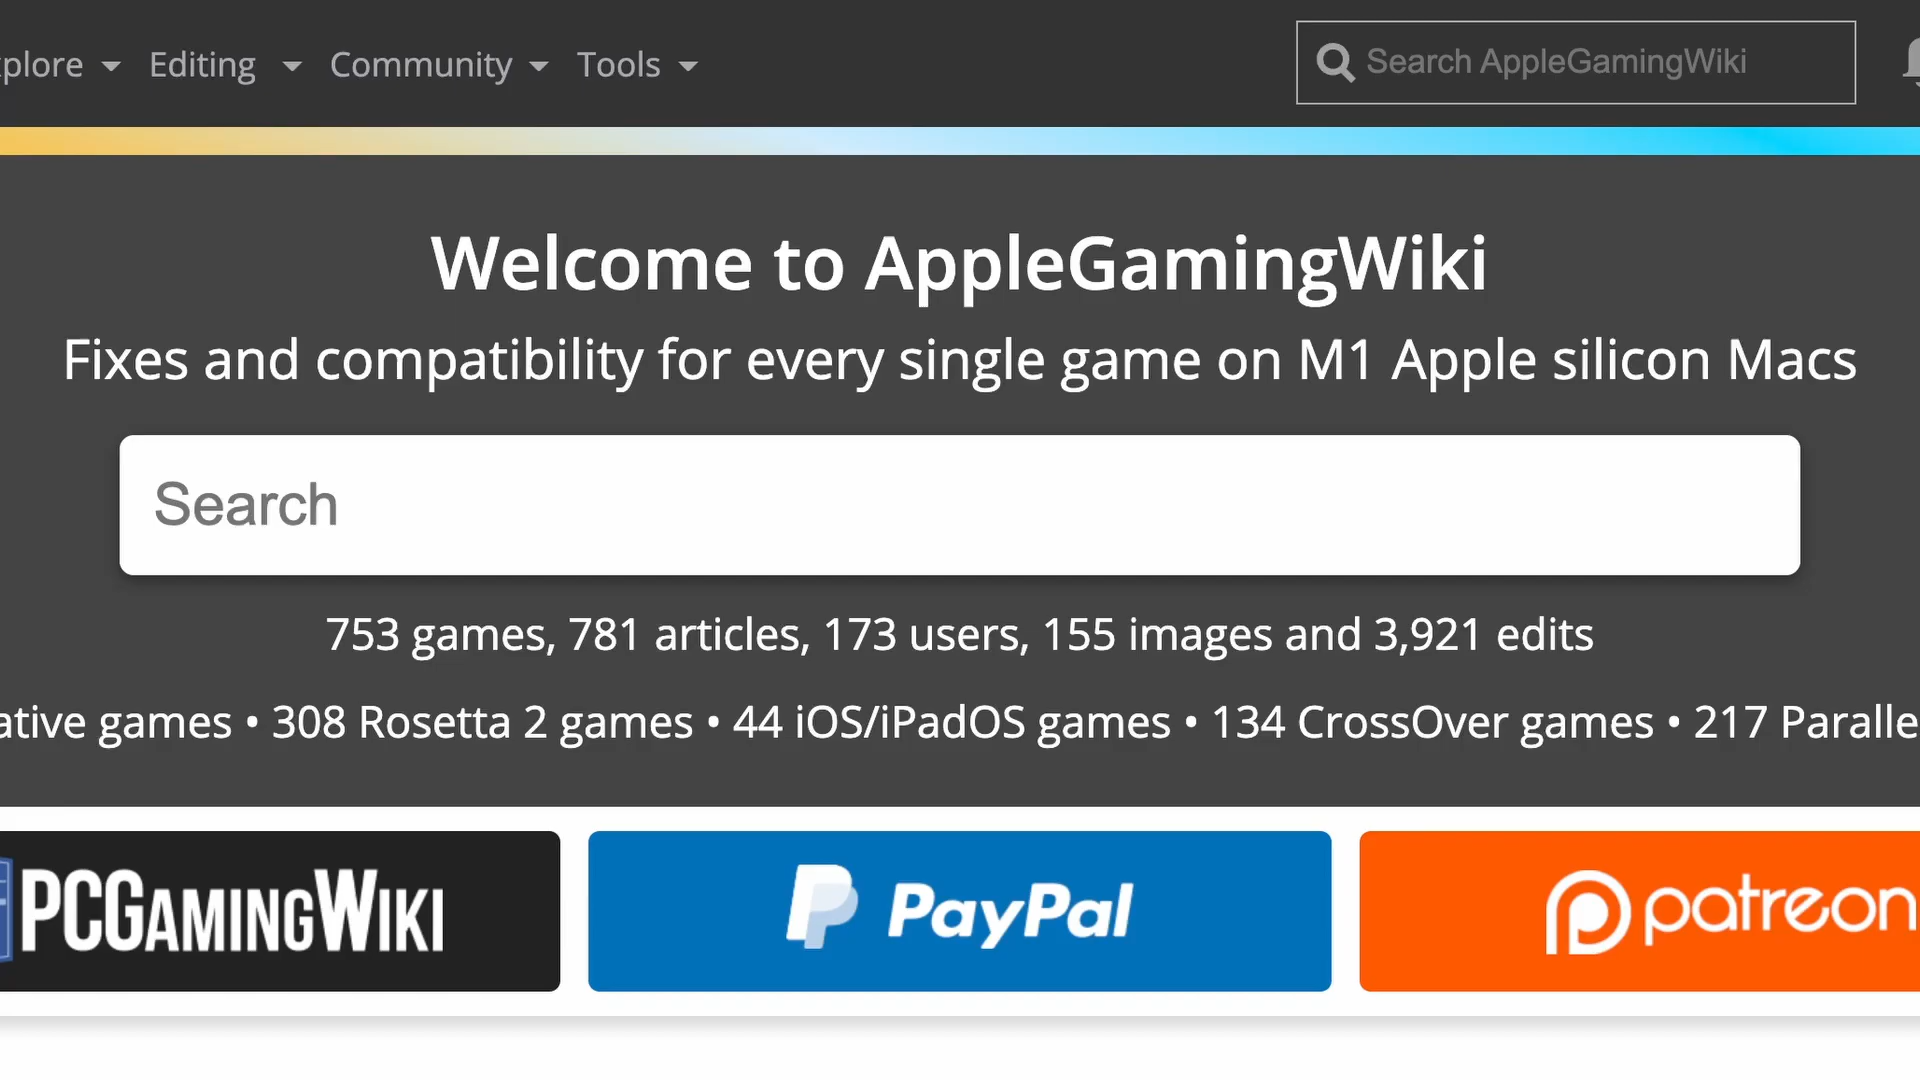 plore Editing Community Tools Search AppleGamingWiki
Welcome to AppleGamingWiki
Fixes and compatibility for every single game on M1 Apple silicon Macs
Search
753 games, 781 articles, 173 users, 155 images and 3,921 edits
ative games • 308 Rosetta 2 games • 44 iOS/iPadOS games • 134 CrossOver games • 217 Paralle
PCGamingWiki PayPal patreon